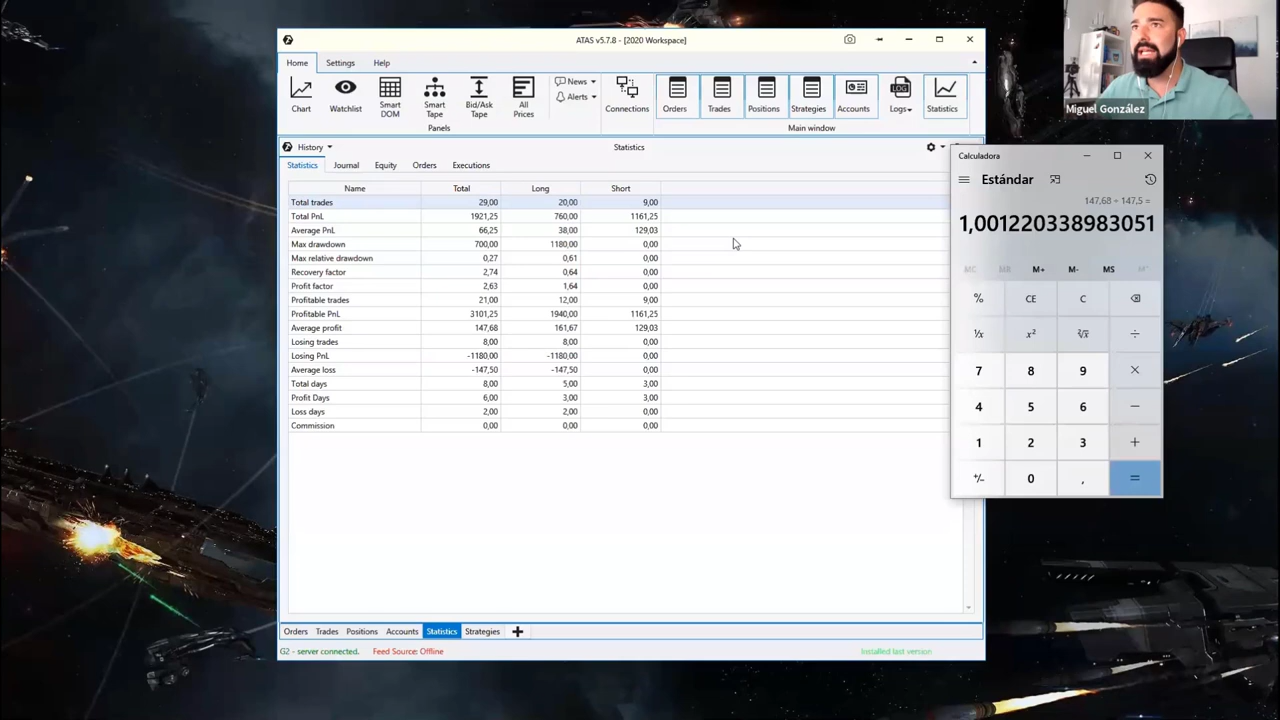 Miguel González
ATAS v5.7.8 - [2020 Workspace]
Home Settings Help
Chart
Watchlist
Smart DOM
Smart Tape
Bid/Ask Tape
All Prices
News
Alerts
Panels
Connections
Orders
Trades
Positions
Strategies
Accounts
LOG
Logs
Statistics
Main window
History
Statistics
Statistics Journal Equity Orders Executions
Name Total Long Short
Total trades 29,00 20,00 9,00
Total PnL 1921,25 760,00 1161,25
Average PnL 66,25 38,00 129,03
Max drawdown 700,00 1180,00 0,00
Max relative drawdown 0,27 0,61 0,00
Recovery factor 2,74 0,64 0,00
Profit factor 2,63 1,64 0,00
Profitable trades 21,00 12,00 9,00
Profitable PnL 3101,25 1940,00 1161,25
Average profit 147,68 161,67 129,03
Losing trades 8,00 8,00 0,00
Losing PnL -1180,00 -1180,00 0,00
Average loss -147,50 -147,50 0,00
Total days 8,00 5,00 3,00
Profit Days 6,00 3,00 3,00
Loss days 2,00 2,00 0,00
Commission 0,00 0,00 0,00
Orders Trades Positions Accounts Statistics Strategies
G2 - server connected. Feed Source: Offline Installed last version
Calculadora
Estándar
147,68 ÷ 147,5 =
1,001220338983051
MC MR M+ M- MS M˅
% CE C
¹/x x² ²√x ÷
7 8 9 ×
4 5 6 −
1 2 3 +
+/- 0 , =